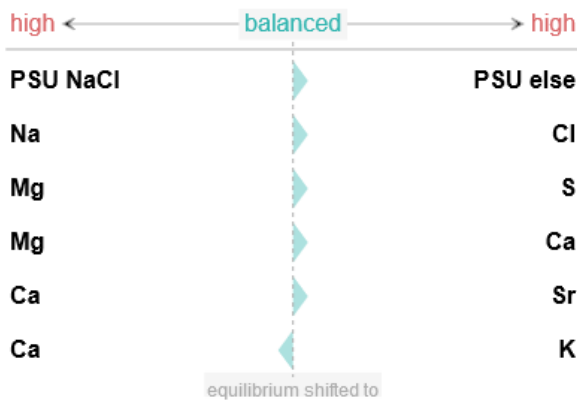 high balanced high
PSU NaCl PSU else
Na Cl
Mg S
Mg Ca
Ca Sr
Ca K
equilibrium shifted to